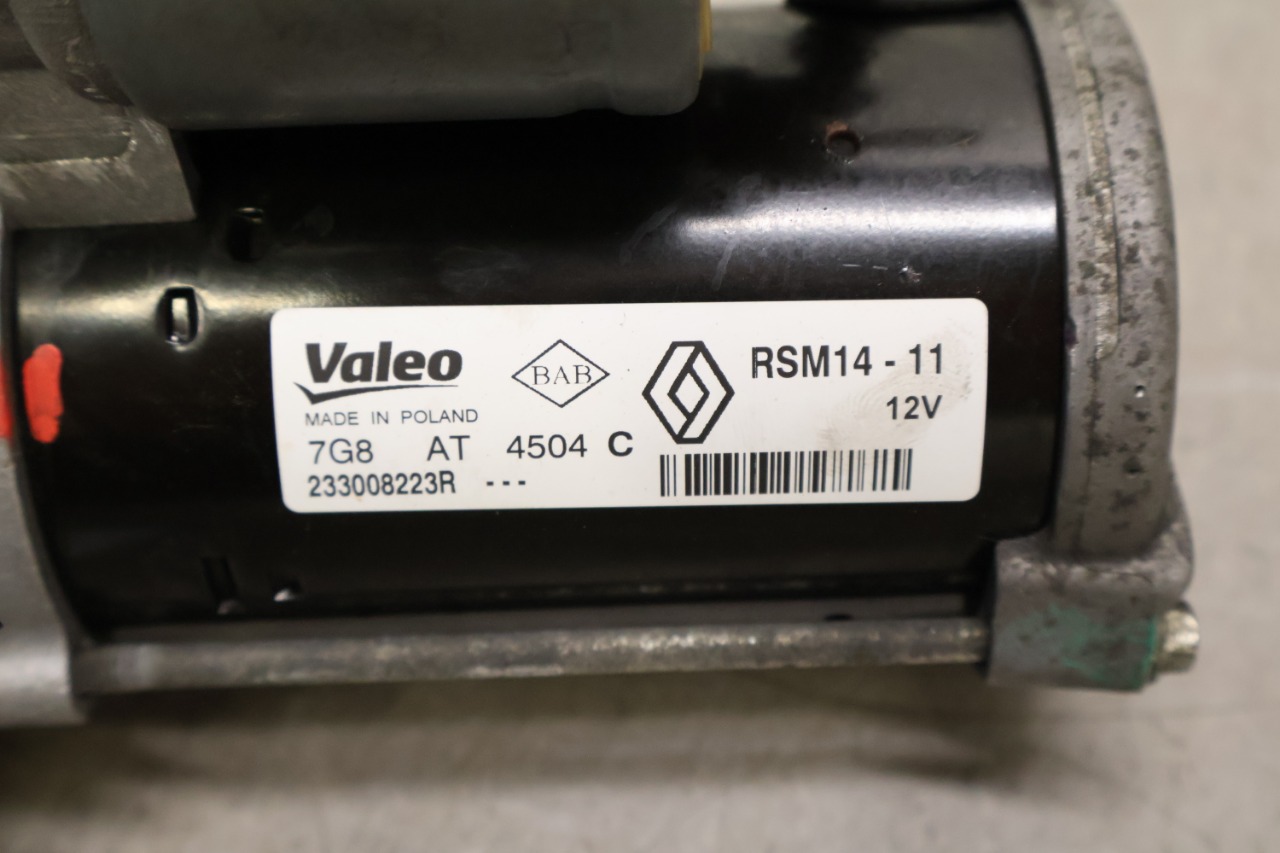 Valeo
MADE IN POLAND
BAB
RSM14 - 11
12V
7G8 AT 4504 C
233008223R - - -